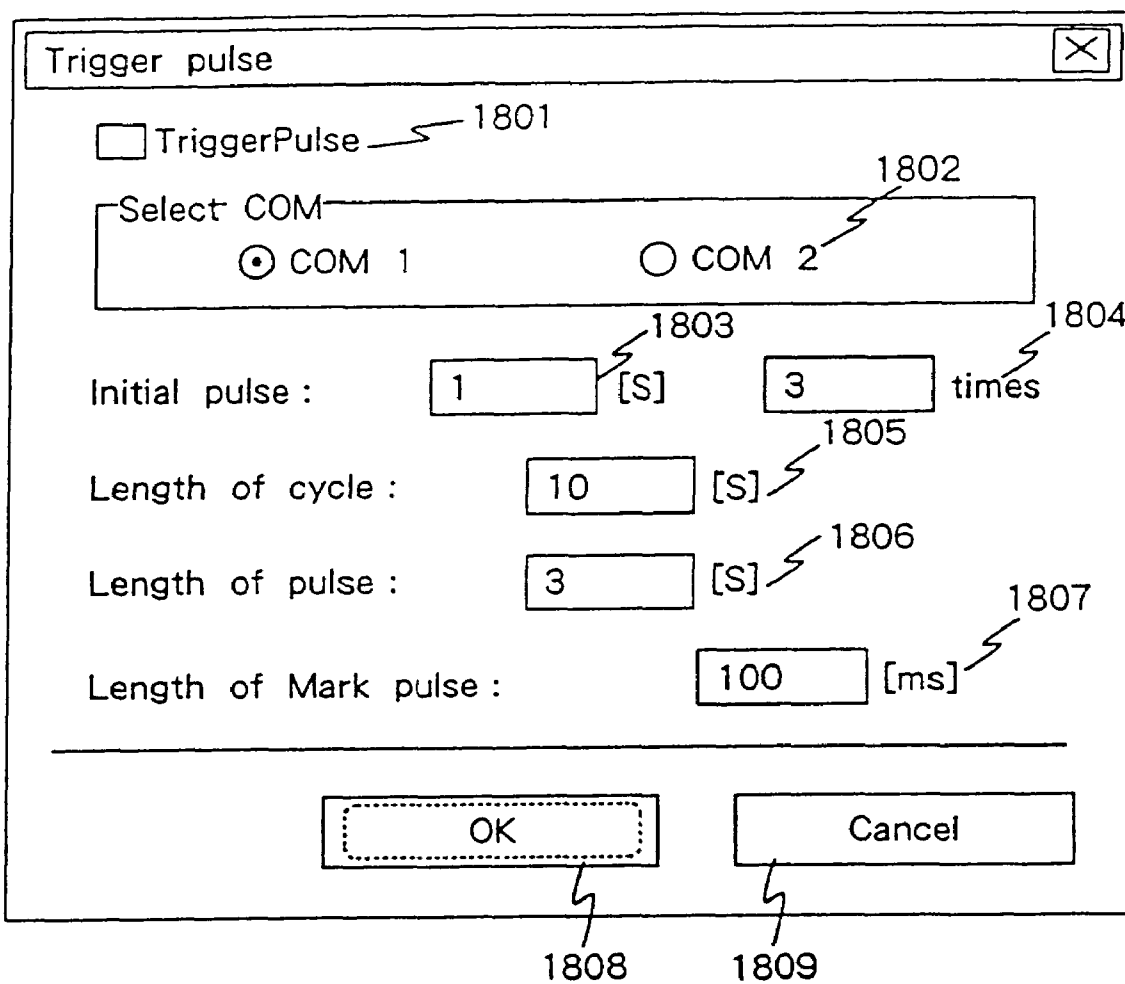 Trigger pulse
TriggerPulse 1801
1802
Select COM
COM 1 COM 2
1803 1804
Initial pulse : 1 [S] 3 times
1805
Length of cycle : 10 [S]
1806
Length of pulse : 3 [S]
1807
Length of Mark pulse : 100 [ms]
OK Cancel
1808 1809